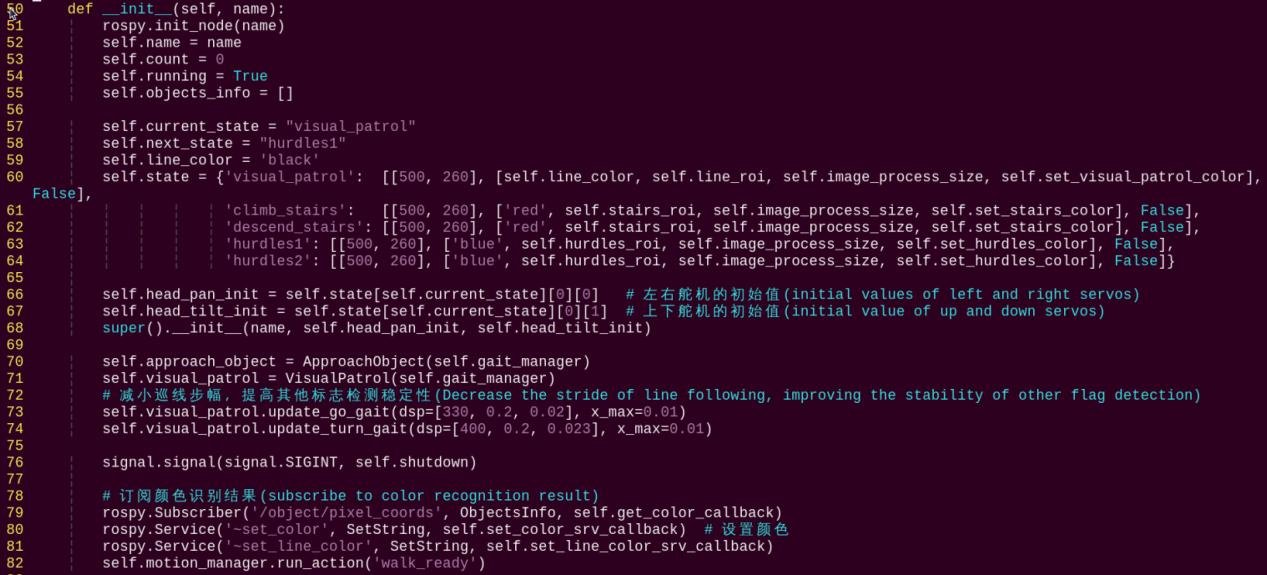 50     def __init__(self, name):
51         rospy.init_node(name)
52         self.name = name
53         self.count = 0
54         self.running = True
55         self.objects_info = []
56
57         self.current_state = "visual_patrol"
58         self.next_state = "hurdles1"
59         self.line_color = 'black'
60         self.state = {'visual_patrol':  [[500, 260], [self.line_color, self.line_roi, self.image_process_size, self.set_visual_patrol_color],
False],
61                       'climb_stairs':   [[500, 260], ['red', self.stairs_roi, self.image_process_size, self.set_stairs_color], False],
62                       'descend_stairs': [[500, 260], ['red', self.stairs_roi, self.image_process_size, self.set_stairs_color], False],
63                       'hurdles1': [[500, 260], ['blue', self.hurdles_roi, self.image_process_size, self.set_hurdles_color], False],
64                       'hurdles2': [[500, 260], ['blue', self.hurdles_roi, self.image_process_size, self.set_hurdles_color], False]}
65
66         self.head_pan_init = self.state[self.current_state][0][0]   # 左右舵机的初始值(initial values of left and right servos)
67         self.head_tilt_init = self.state[self.current_state][0][1]  # 上下舵机的初始值(initial value of up and down servos)
68         super().__init__(name, self.head_pan_init, self.head_tilt_init)
69
70         self.approach_object = ApproachObject(self.gait_manager)
71         self.visual_patrol = VisualPatrol(self.gait_manager)
72         # 减小巡线步幅，提高其他标志检测稳定性(Decrease the stride of line following, improving the stability of other flag detection)
73         self.visual_patrol.update_go_gait(dsp=[330, 0.2, 0.02], x_max=0.01)
74         self.visual_patrol.update_turn_gait(dsp=[400, 0.2, 0.023], x_max=0.01)
75
76         signal.signal(signal.SIGINT, self.shutdown)
77
78         # 订阅颜色识别结果(subscribe to color recognition result)
79         rospy.Subscriber('/object/pixel_coords', ObjectsInfo, self.get_color_callback)
80         rospy.Service('~set_color', SetString, self.set_color_srv_callback)  # 设置颜色
81         rospy.Service('~set_line_color', SetString, self.set_line_color_srv_callback)
82         self.motion_manager.run_action('walk_ready')